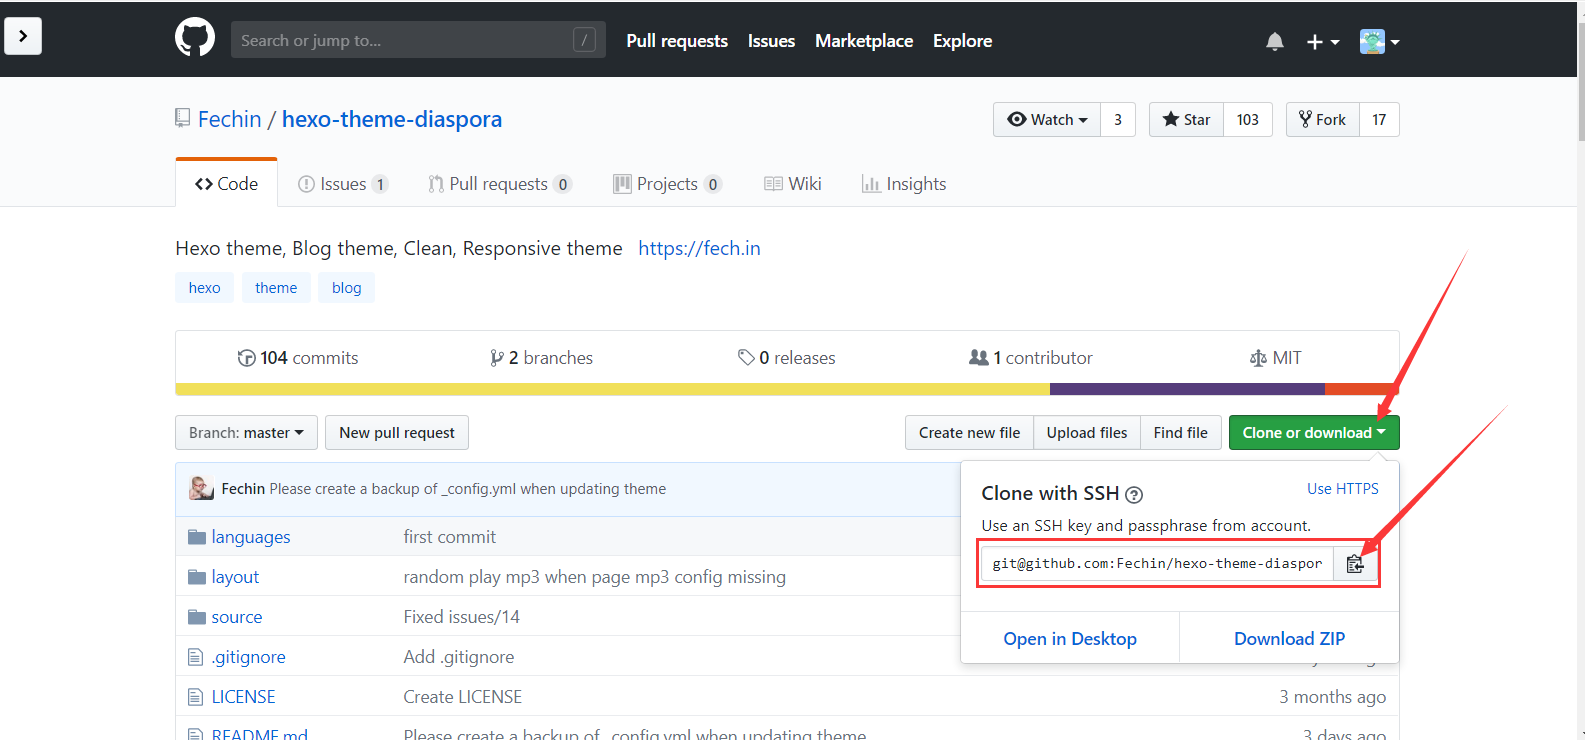 Search or jump to... /
Pull requests Issues Marketplace Explore
Fechin / hexo-theme-diaspora
Watch 3 Star 103 Fork 17
Code Issues 1 Pull requests 0 Projects 0 Wiki Insights
Hexo theme, Blog theme, Clean, Responsive theme https://fech.in
hexo theme blog
104 commits 2 branches 0 releases 1 contributor MIT
Branch: master New pull request Create new file Upload files Find file Clone or download
Fechin Please create a backup of _config.yml when updating theme
Clone with SSH ? Use HTTPS
Use an SSH key and passphrase from account.
git@github.com:Fechin/hexo-theme-diaspor
Open in Desktop Download ZIP
languages first commit
layout random play mp3 when page mp3 config missing
source Fixed issues/14
.gitignore Add .gitignore
LICENSE Create LICENSE 3 months ago
README.md Please create a backup of _config.yml when updating theme 3 days ago